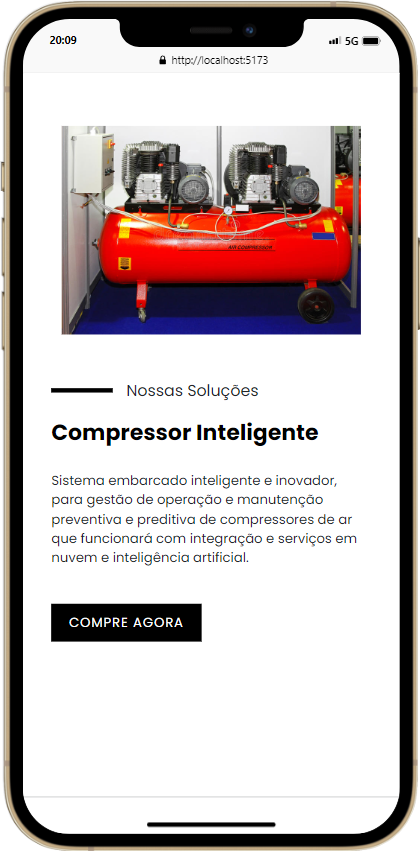 20:09
5G
http://localhost:5173
AIR-COMPRESSOR
Nossas Soluções
Compressor Inteligente
Sistema embarcado inteligente e inovador,
para gestão de operação e manutenção
preventiva e preditiva de compressores de ar
que funcionará com integração e serviços em
nuvem e inteligência artificial.
COMPRE AGORA